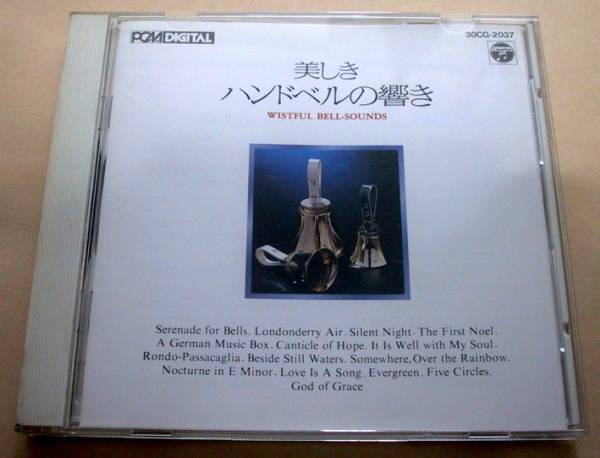 PCM DIGITAL
30CG-2037
美しき
ハンドベルの響き
WISTFUL BELL-SOUNDS
Serenade for Bells. Londonderry Air. Silent Night. The First Noel.
A German Music Box. Canticle of Hope. It Is Well with My Soul.
Rondo-Passacaglia. Beside Still Waters. Somewhere, Over the Rainbow.
Nocturne in E Minor. Love Is A Song. Evergreen. Five Circles.
God of Grace